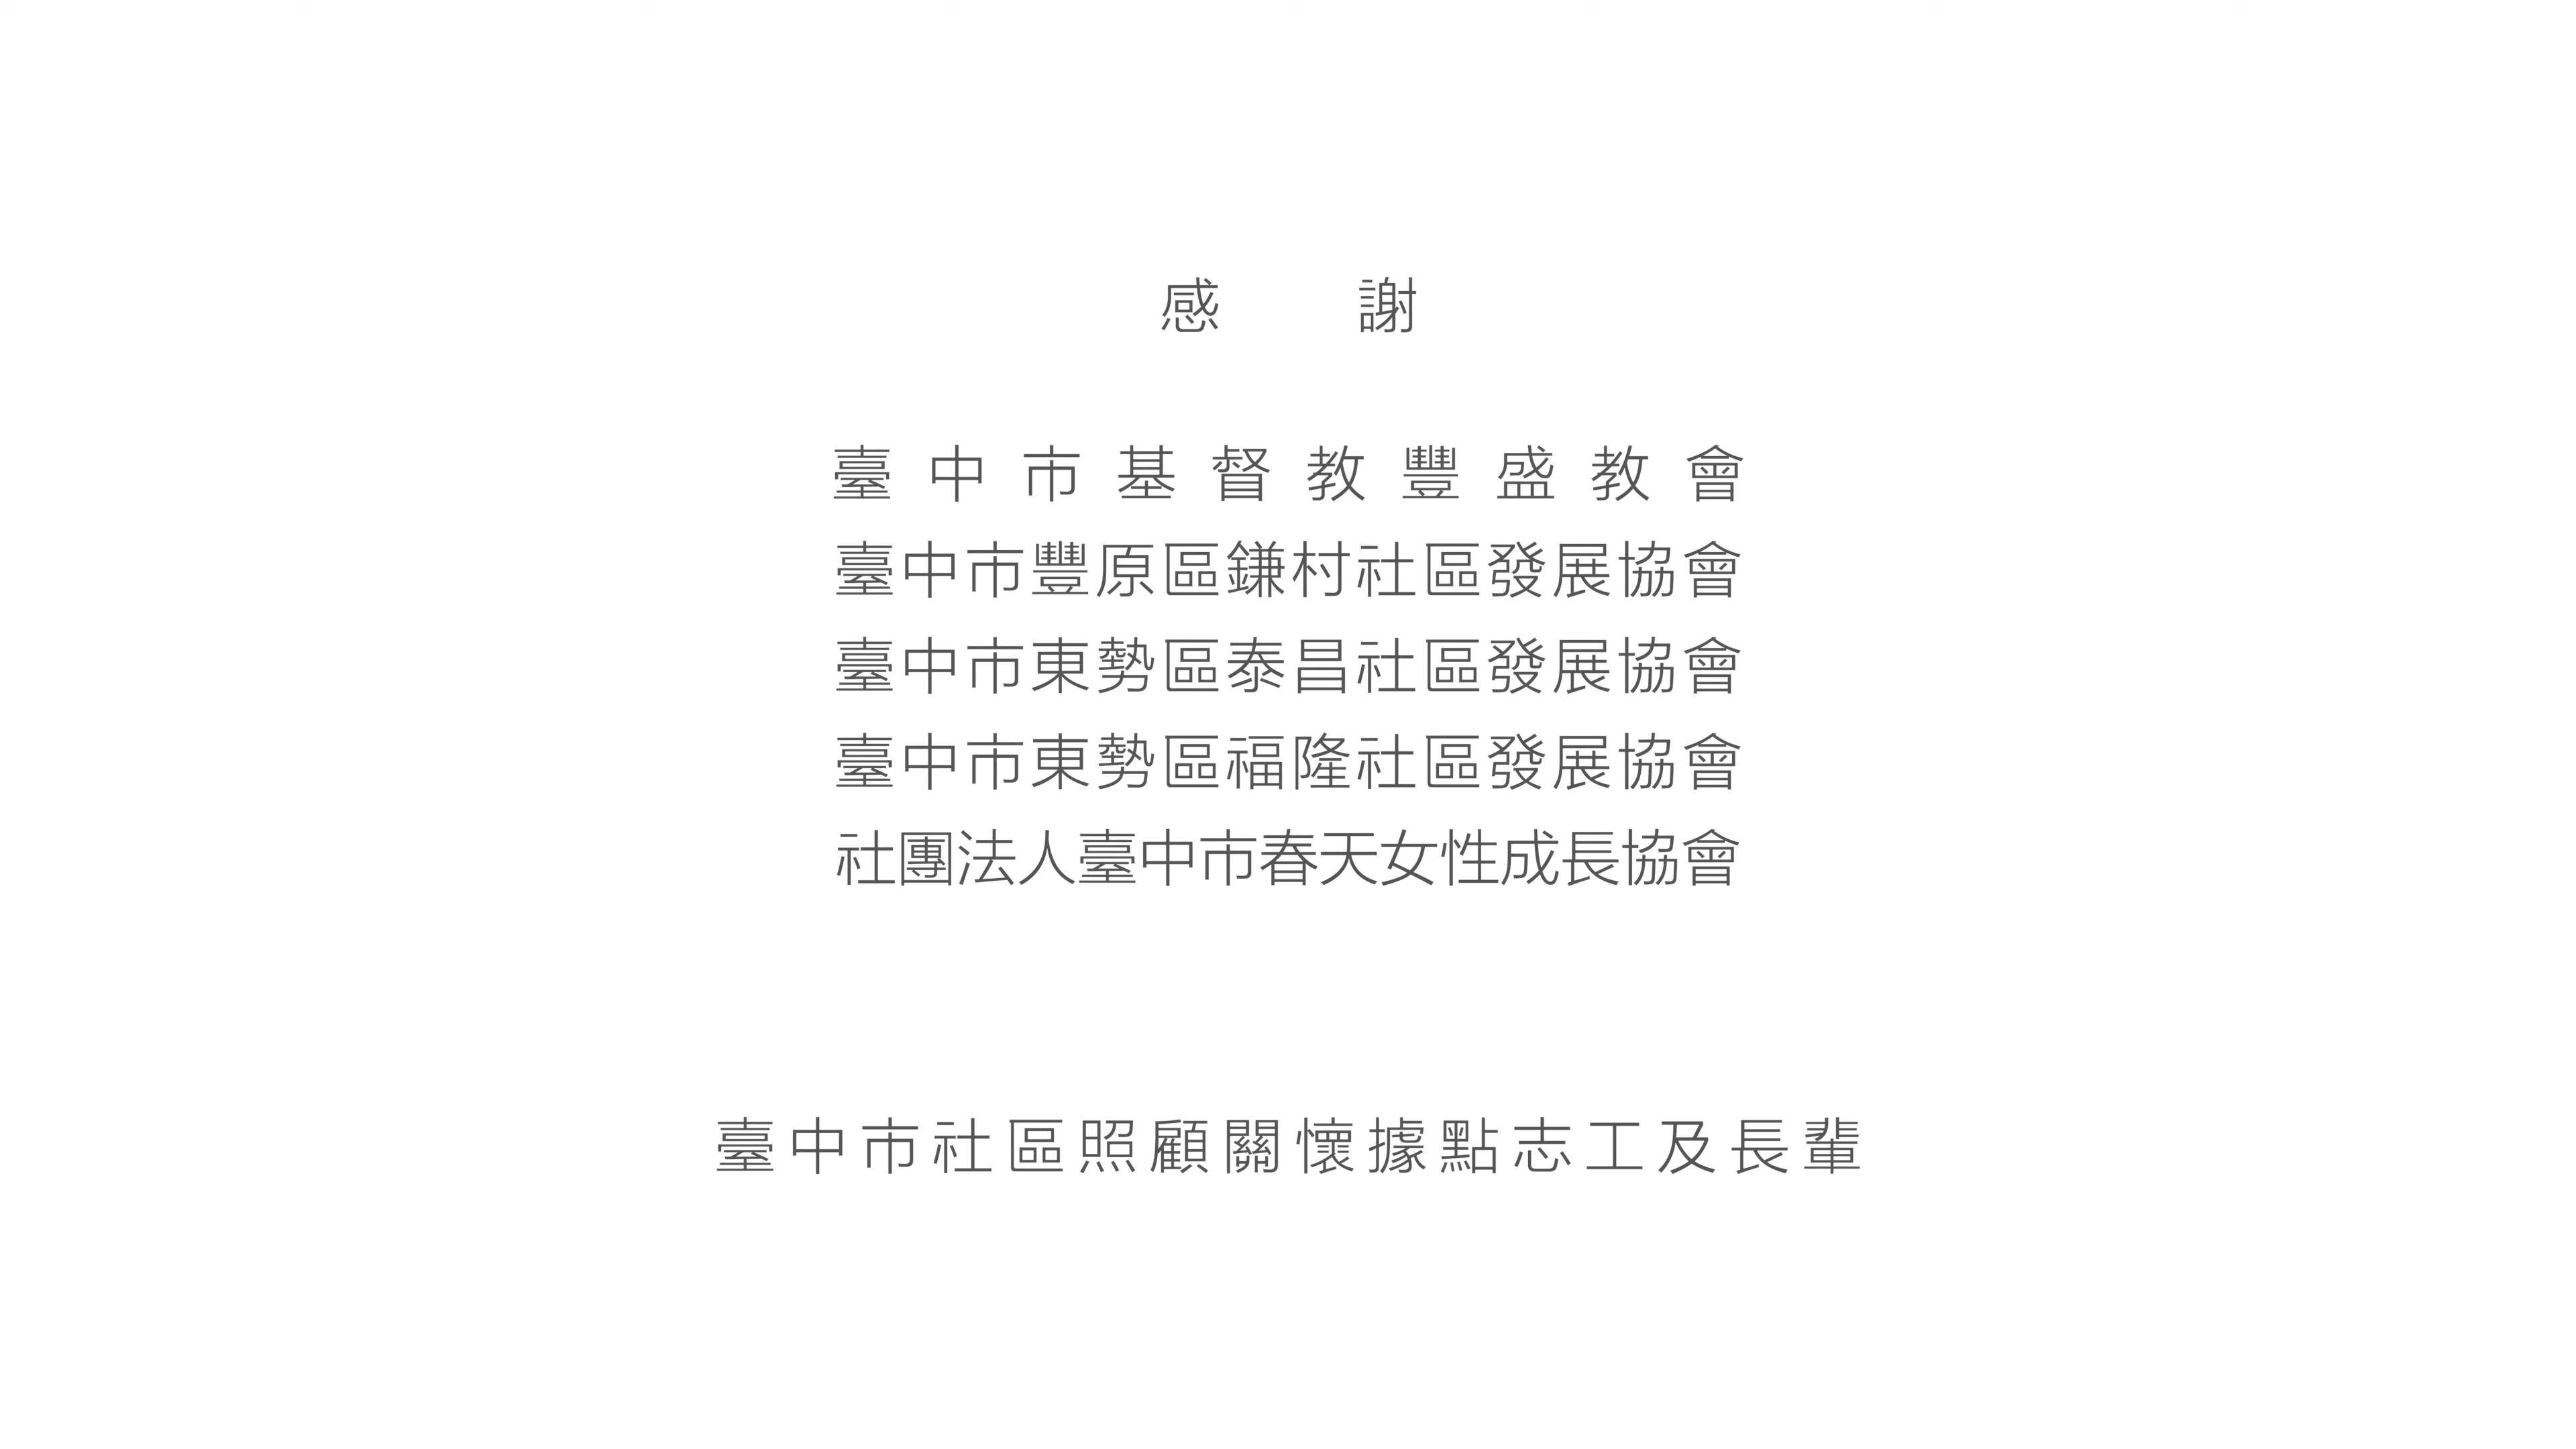 感　　謝
臺中市基督教豐盛教會
臺中市豐原區鎌村社區發展協會
臺中市東勢區泰昌社區發展協會
臺中市東勢區福隆社區發展協會
社團法人臺中市春天女性成長協會
臺中市社區照顧關懷據點志工及長輩